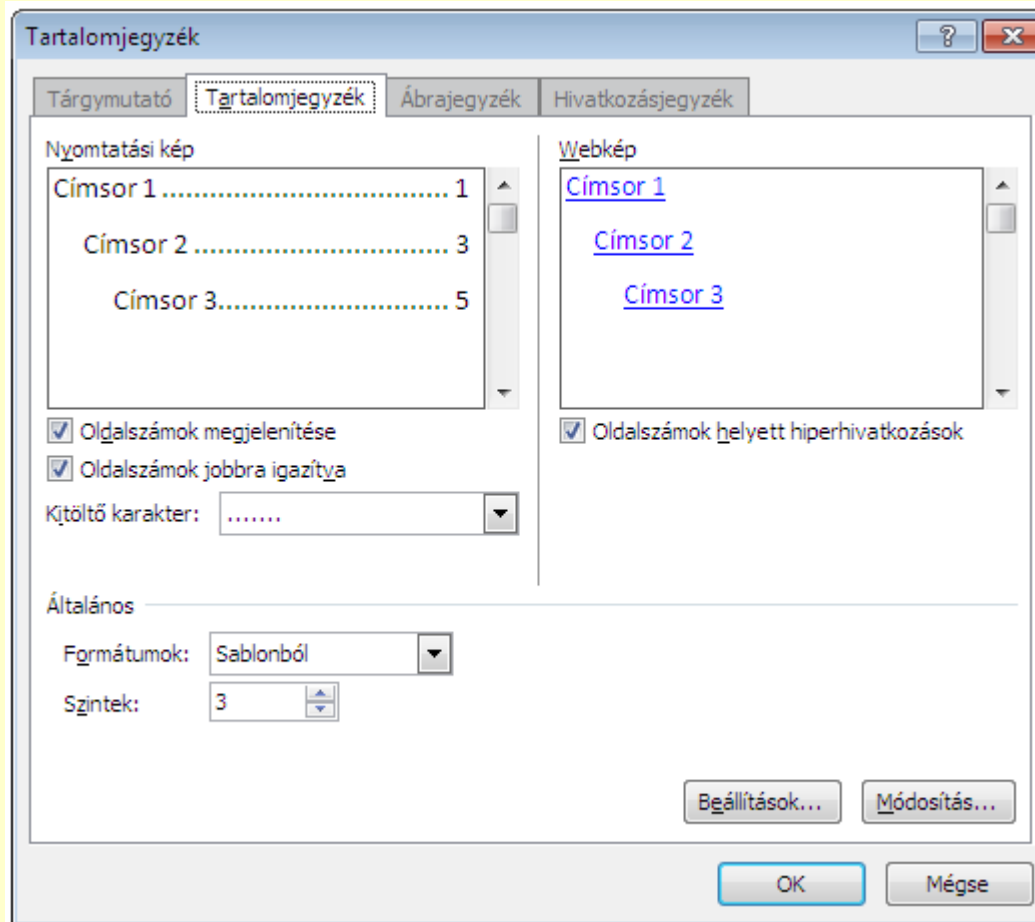 Tartalomjegyzék
Tárgymutató Tartalomjegyzék Ábrajegyzék Hivatkozásjegyzék
Nyomtatási kép
Címsor 1 ................................... 1
Címsor 2 ............................... 3
Címsor 3............................ 5
Oldalszámok megjelenítése
Oldalszámok jobbra igazítva
Kitöltő karakter: .......
Webkép
Címsor 1
Címsor 2
Címsor 3
Oldalszámok helyett hiperhivatkozások
Általános
Formátumok: Sablonból
Szintek: 3
Beállítások... Módosítás...
OK Mégse